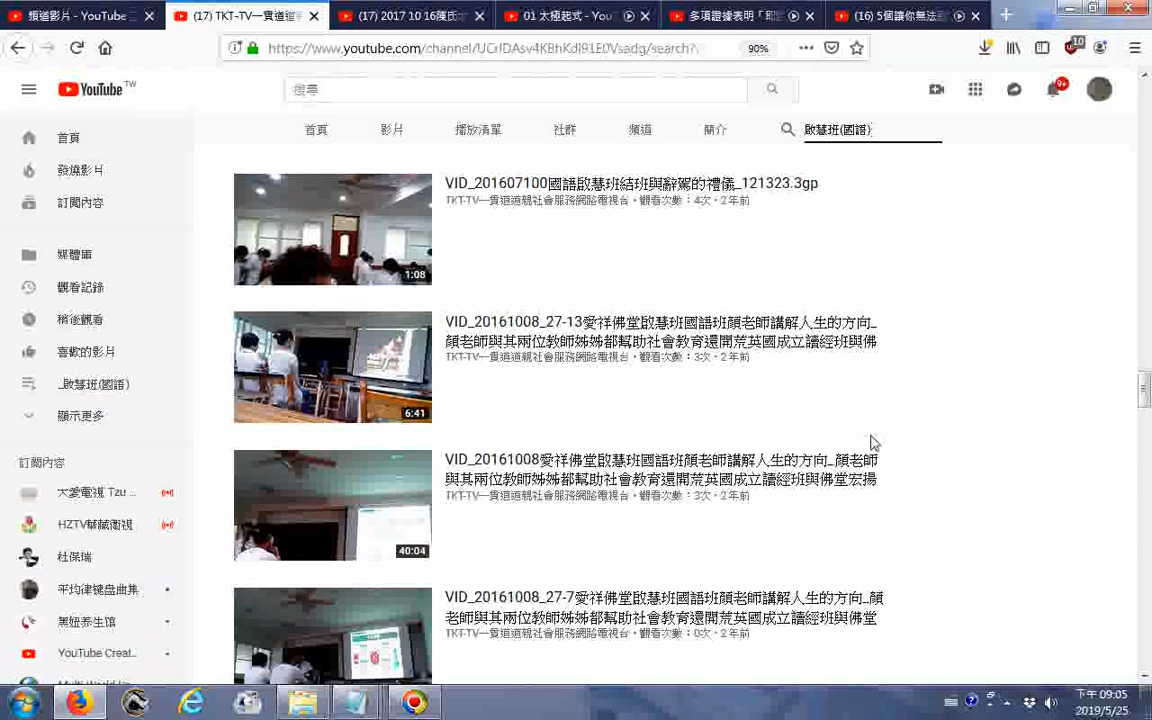 頻道影片 - YouTube
(17) TKT-TV一貫道道
(17) 2017 10 16陳氏
01 太極起式 - You
多項證據表明「耶
(16) 5個讓你無法
https://www.youtube.com/channel/UCrIDAsv4KBhKdI91E0Vsadg/search?
90%
10
YouTube TW
搜尋
9+
首頁
影片
播放清單
社群
頻道
簡介
啟慧班(國語)
首頁
發燒影片
訂閱內容
媒體庫
觀看記錄
稍後觀看
喜歡的影片
_啟慧班(國語)
顯示更多
訂閱內容
大愛電視 Tzu ...
HZTV華藏衛視
杜保瑞
平均律键盘曲集
黑妞养生馆
YouTube Creat...
VID_201607100國語啟慧班結班與辭駕的禮儀_121323.3gp
TKT-TV一貫道道親社會服務網路電視台・觀看次數：4次・2 年前
1:08
VID_20161008_27-13愛祥佛堂啟慧班國語班顏老師講解人生的方向_
顏老師與其兩位教師姊姊都幫助社會教育還開荒英國成立讀經班與佛
TKT-TV一貫道道親社會服務網路電視台・觀看次數：3次・2 年前
6:41
VID_20161008愛祥佛堂啟慧班國語班顏老師講解人生的方向_顏老師
與其兩位教師姊姊都幫助社會教育還開荒英國成立讀經班與佛堂宏揚
TKT-TV一貫道道親社會服務網路電視台・觀看次數：3次・2 年前
40:04
VID_20161008_27-7愛祥佛堂啟慧班國語班顏老師講解人生的方向_顏
老師與其兩位教師姊姊都幫助社會教育還開荒英國成立讀經班與佛堂
TKT-TV一貫道道親社會服務網路電視台・觀看次數：0次・2 年前
下午 09:05
2019/5/25